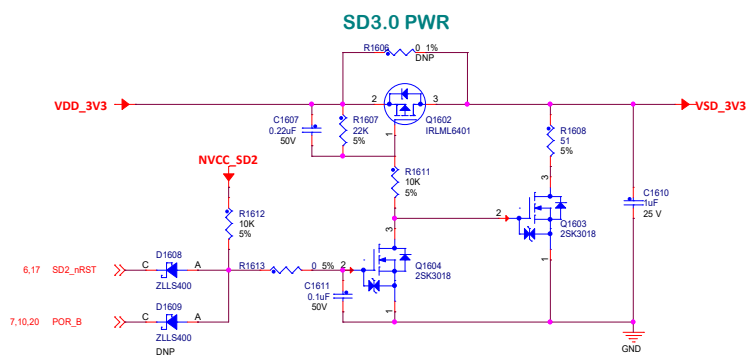 SD3.0 PWR
R1606
0 1%
DNP
VDD_3V3
2
3
VSD_3V3
Q1602
IRLML6401
C1607
0.22uF
50V
R1607
22K
5%
1
R1608
51
5%
NVCC_SD2
R1611
10K
5%
3
C1610
1uF
25 V
R1612
10K
5%
3
2
Q1603
2SK3018
1
D1608
6,17 SD2_nRST
C
A
ZLLS400
R1613
0 5%
2
Q1604
2SK3018
C1611
0.1uF
50V
1
D1609
7,10,20 POR_B
C
A
ZLLS400
DNP
GND